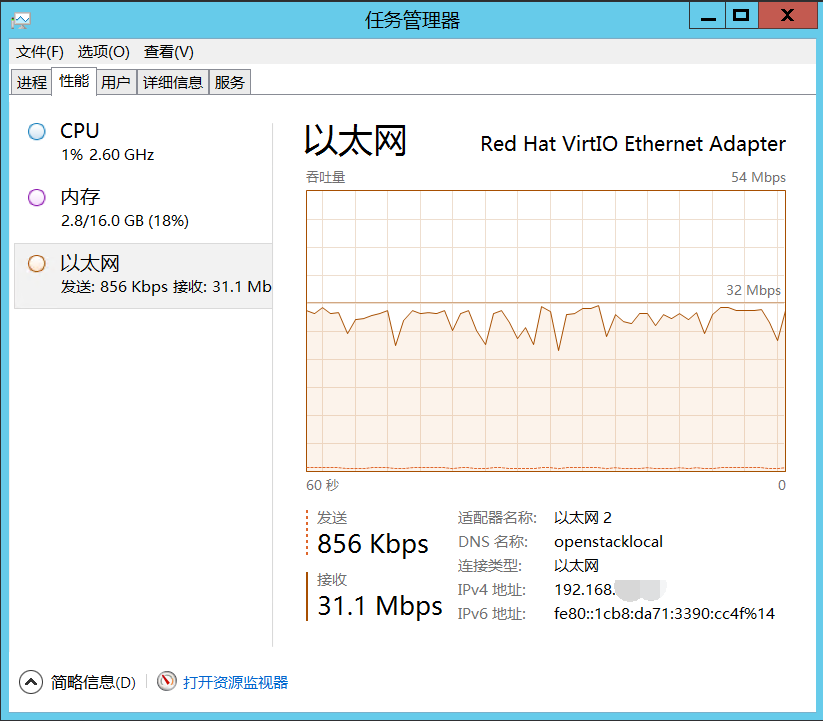 任务管理器
文件(F) 选项(O) 查看(V)
进程 性能 用户 详细信息 服务
CPU
1% 2.60 GHz
内存
2.8/16.0 GB (18%)
以太网
发送: 856 Kbps 接收: 31.1 Mb
以太网 Red Hat VirtIO Ethernet Adapter
吞吐量 54 Mbps
32 Mbps
60 秒 0
发送
856 Kbps
接收
31.1 Mbps
适配器名称: 以太网 2
DNS 名称: openstacklocal
连接类型: 以太网
IPv4 地址: 192.168.
IPv6 地址: fe80::1cb8:da71:3390:cc4f%14
简略信息(D) 打开资源监视器